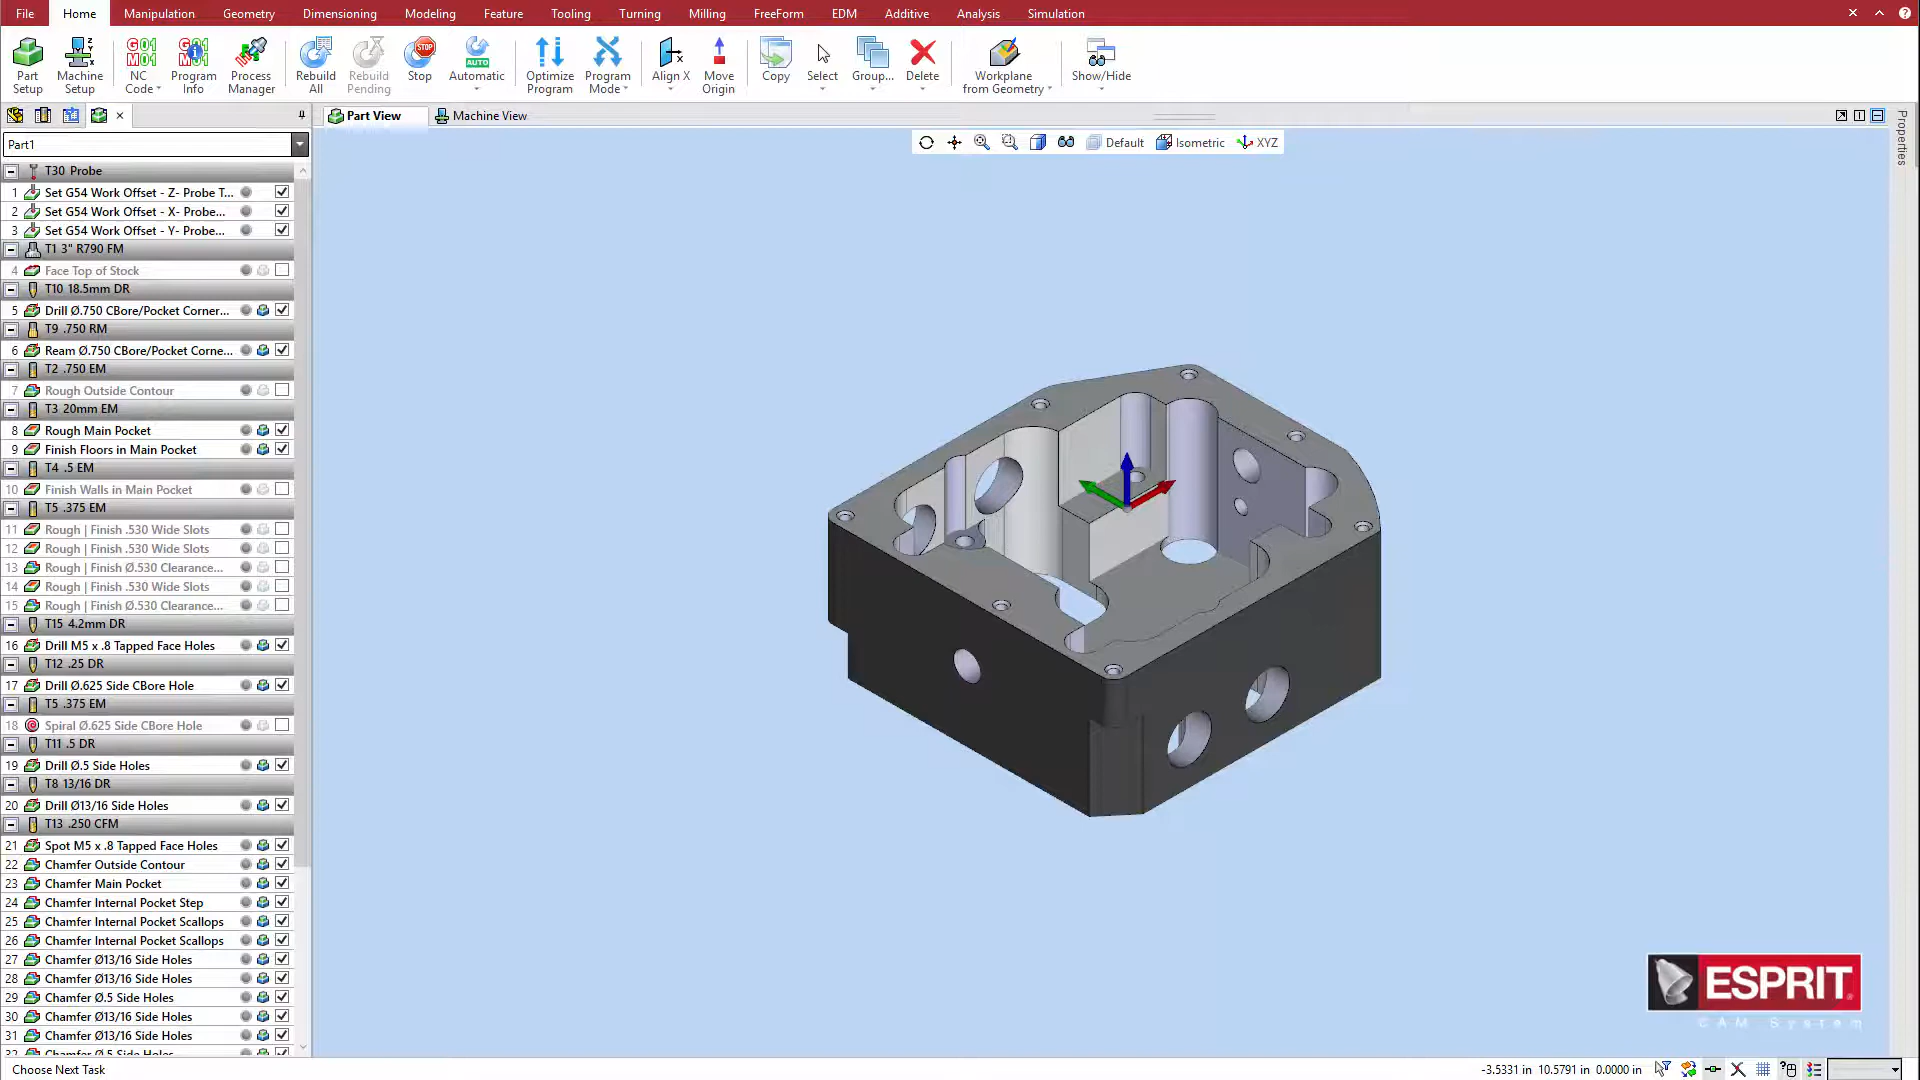 File Home Manipulation Geometry Dimensioning Modeling Feature Tooling Turning Milling FreeForm EDM Additive Analysis Simulation
Part Setup
Machine Setup
NC Code
Program Info
Process Manager
Rebuild All
Rebuild Pending
Stop
AUTO
Automatic
Optimize Program
Program Mode
Align X
Move Origin
Copy
Select
Group...
Delete
Workplane from Geometry
Show/Hide
Part View Machine View
Default Isometric XYZ
Properties
Part1
T30 Probe
1 Set G54 Work Offset - Z- Probe T...
2 Set G54 Work Offset - X- Probe...
3 Set G54 Work Offset - Y- Probe...
T1 3" R790 FM
4 Face Top of Stock
T10 18.5mm DR
5 Drill Ø.750 CBore/Pocket Corner...
T9 .750 RM
6 Ream Ø.750 CBore/Pocket Corne...
T2 .750 EM
7 Rough Outside Contour
T3 20mm EM
8 Rough Main Pocket
9 Finish Floors in Main Pocket
T4 .5 EM
10 Finish Walls in Main Pocket
T5 .375 EM
11 Rough | Finish .530 Wide Slots
12 Rough | Finish .530 Wide Slots
13 Rough | Finish Ø.530 Clearance...
14 Rough | Finish .530 Wide Slots
15 Rough | Finish Ø.530 Clearance...
T15 4.2mm DR
16 Drill M5 x .8 Tapped Face Holes
T12 .25 DR
17 Drill Ø.625 Side CBore Hole
T5 .375 EM
18 Spiral Ø.625 Side CBore Hole
T11 .5 DR
19 Drill Ø.5 Side Holes
T8 13/16 DR
20 Drill Ø13/16 Side Holes
T13 .250 CFM
21 Spot M5 x .8 Tapped Face Holes
22 Chamfer Outside Contour
23 Chamfer Main Pocket
24 Chamfer Internal Pocket Step
25 Chamfer Internal Pocket Scallops
26 Chamfer Internal Pocket Scallops
27 Chamfer Ø13/16 Side Holes
28 Chamfer Ø13/16 Side Holes
29 Chamfer Ø.5 Side Holes
30 Chamfer Ø13/16 Side Holes
31 Chamfer Ø13/16 Side Holes
32 Chamfer Ø.5 Side Holes
ESPRIT
CAM System
Choose Next Task
-3.5331 in 10.5791 in 0.0000 in